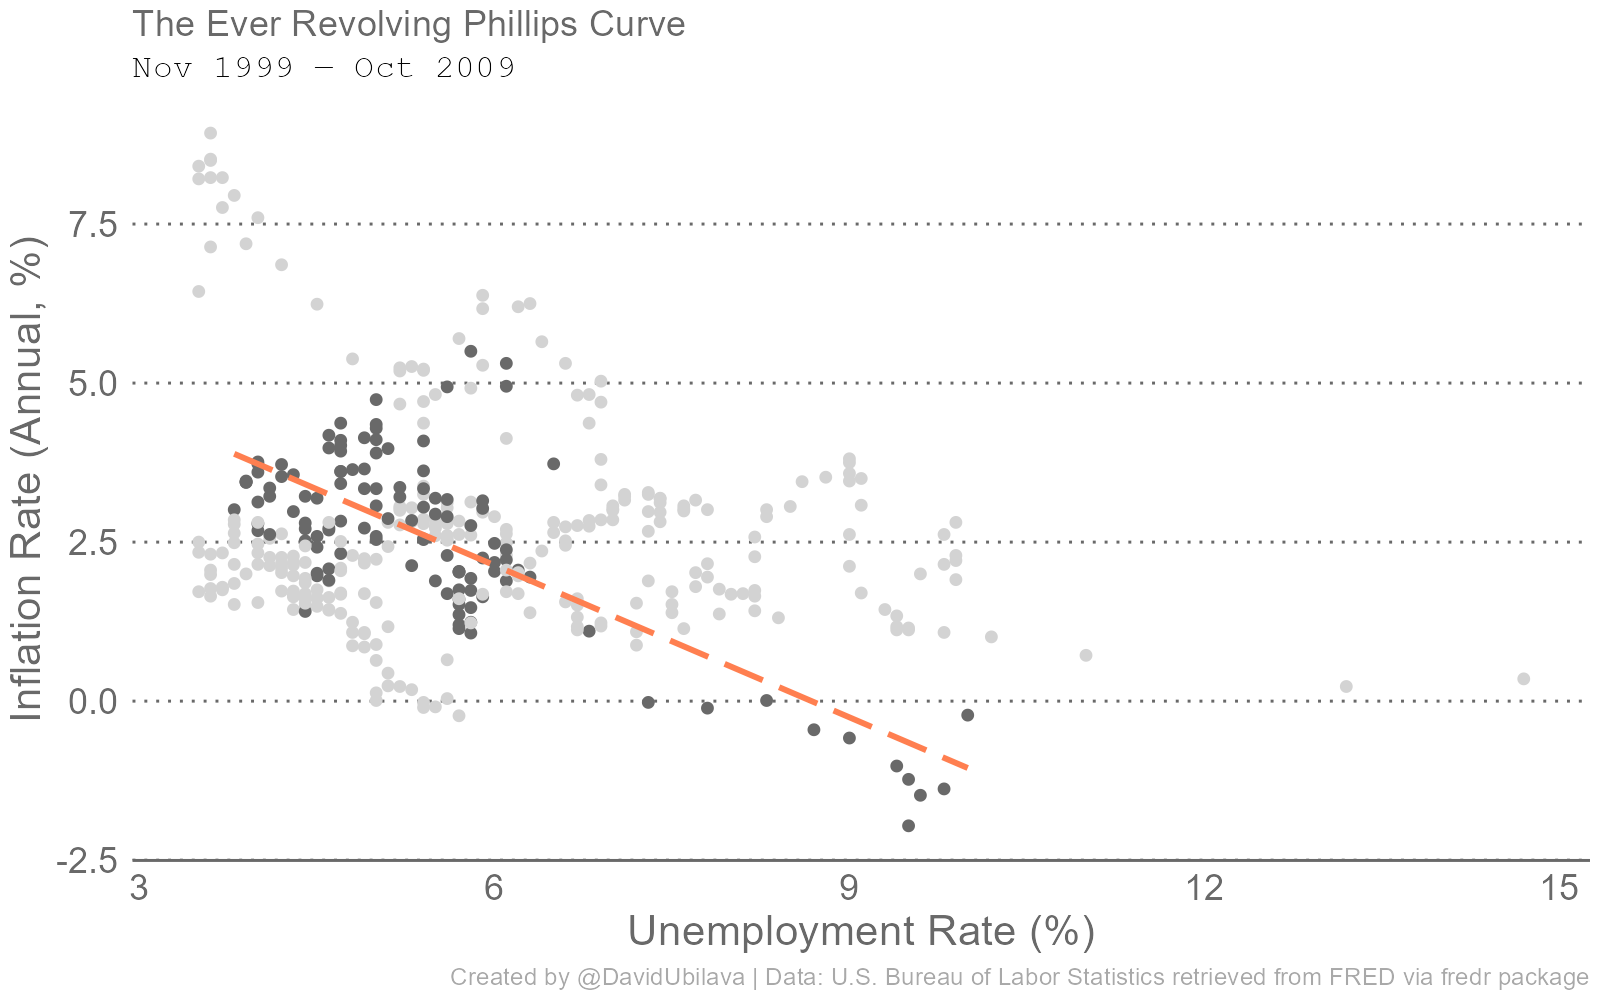 The Ever Revolving Phillips Curve
Nov 1999 – Oct 2009
7.5
5.0
2.5
0.0
-2.5
Inflation Rate (Annual, %)
3 6 9 12 15
Unemployment Rate (%)
Created by @DavidUbilava | Data: U.S. Bureau of Labor Statistics retrieved from FRED via fredr package